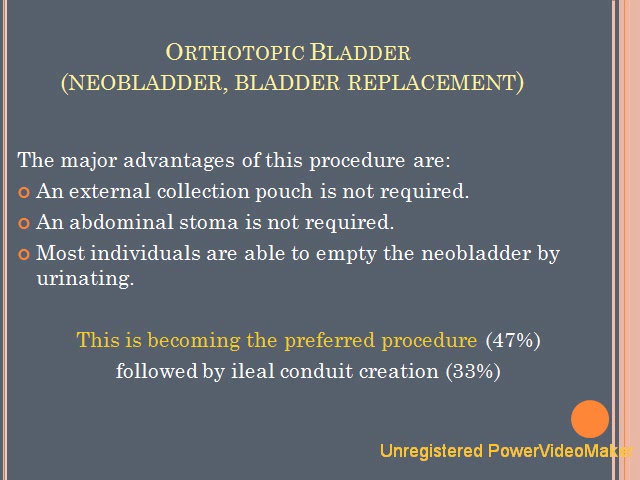 ORTHOTOPIC BLADDER
(NEOBLADDER, BLADDER REPLACEMENT)
The major advantages of this procedure are:
An external collection pouch is not required.
An abdominal stoma is not required.
Most individuals are able to empty the neobladder by
urinating.
This is becoming the preferred procedure (47%)
followed by ileal conduit creation (33%)
Unregistered PowerVideoMaker